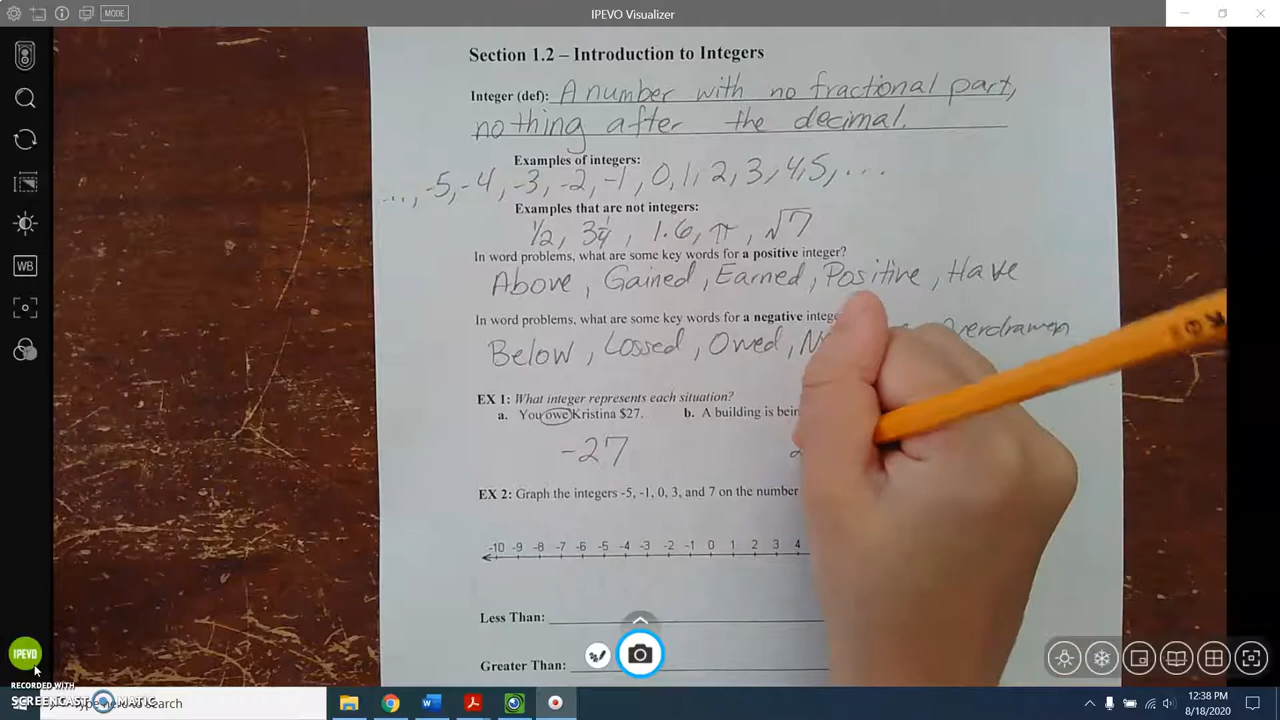 MODE
IPEVO Visualizer
Section 1.2 – Introduction to Integers
Integer (def): A number with no fractional part,
nothing after the decimal.
Examples of integers:
..., -5, -4, -3, -2, -1, 0, 1, 2, 3, 4, 5, ...
Examples that are not integers:
1/2, 3 1/4, 1.6, π, √7
In word problems, what are some key words for a positive integer?
Above, Gained, Earned, Positive, Have
In word problems, what are some key words for a negative
Below, Lossed, Owed, Overdrawen
EX 1: What integer represents each situation?
a. You owe Kristina $27. b. A building is
-27
EX 2: Graph the integers -5, -1, 0, 3, and 7 on the number
-10 -9 -8 -7 -6 -5 -4 -3 -2 -1 0 1 2 3 4
Less Than:
Greater Than:
WB
IPEVO
RECORDED WITH
SCREENCAST MATIC
search
12:38 PM
8/18/2020